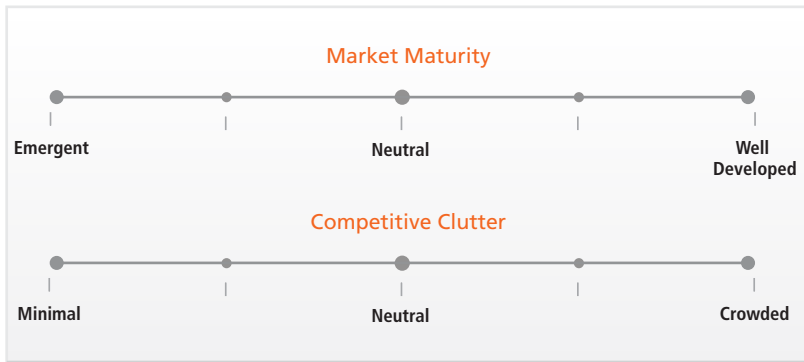 Market Maturity
Emergent
Neutral
Well
Developed
Competitive Clutter
Minimal
Neutral
Crowded